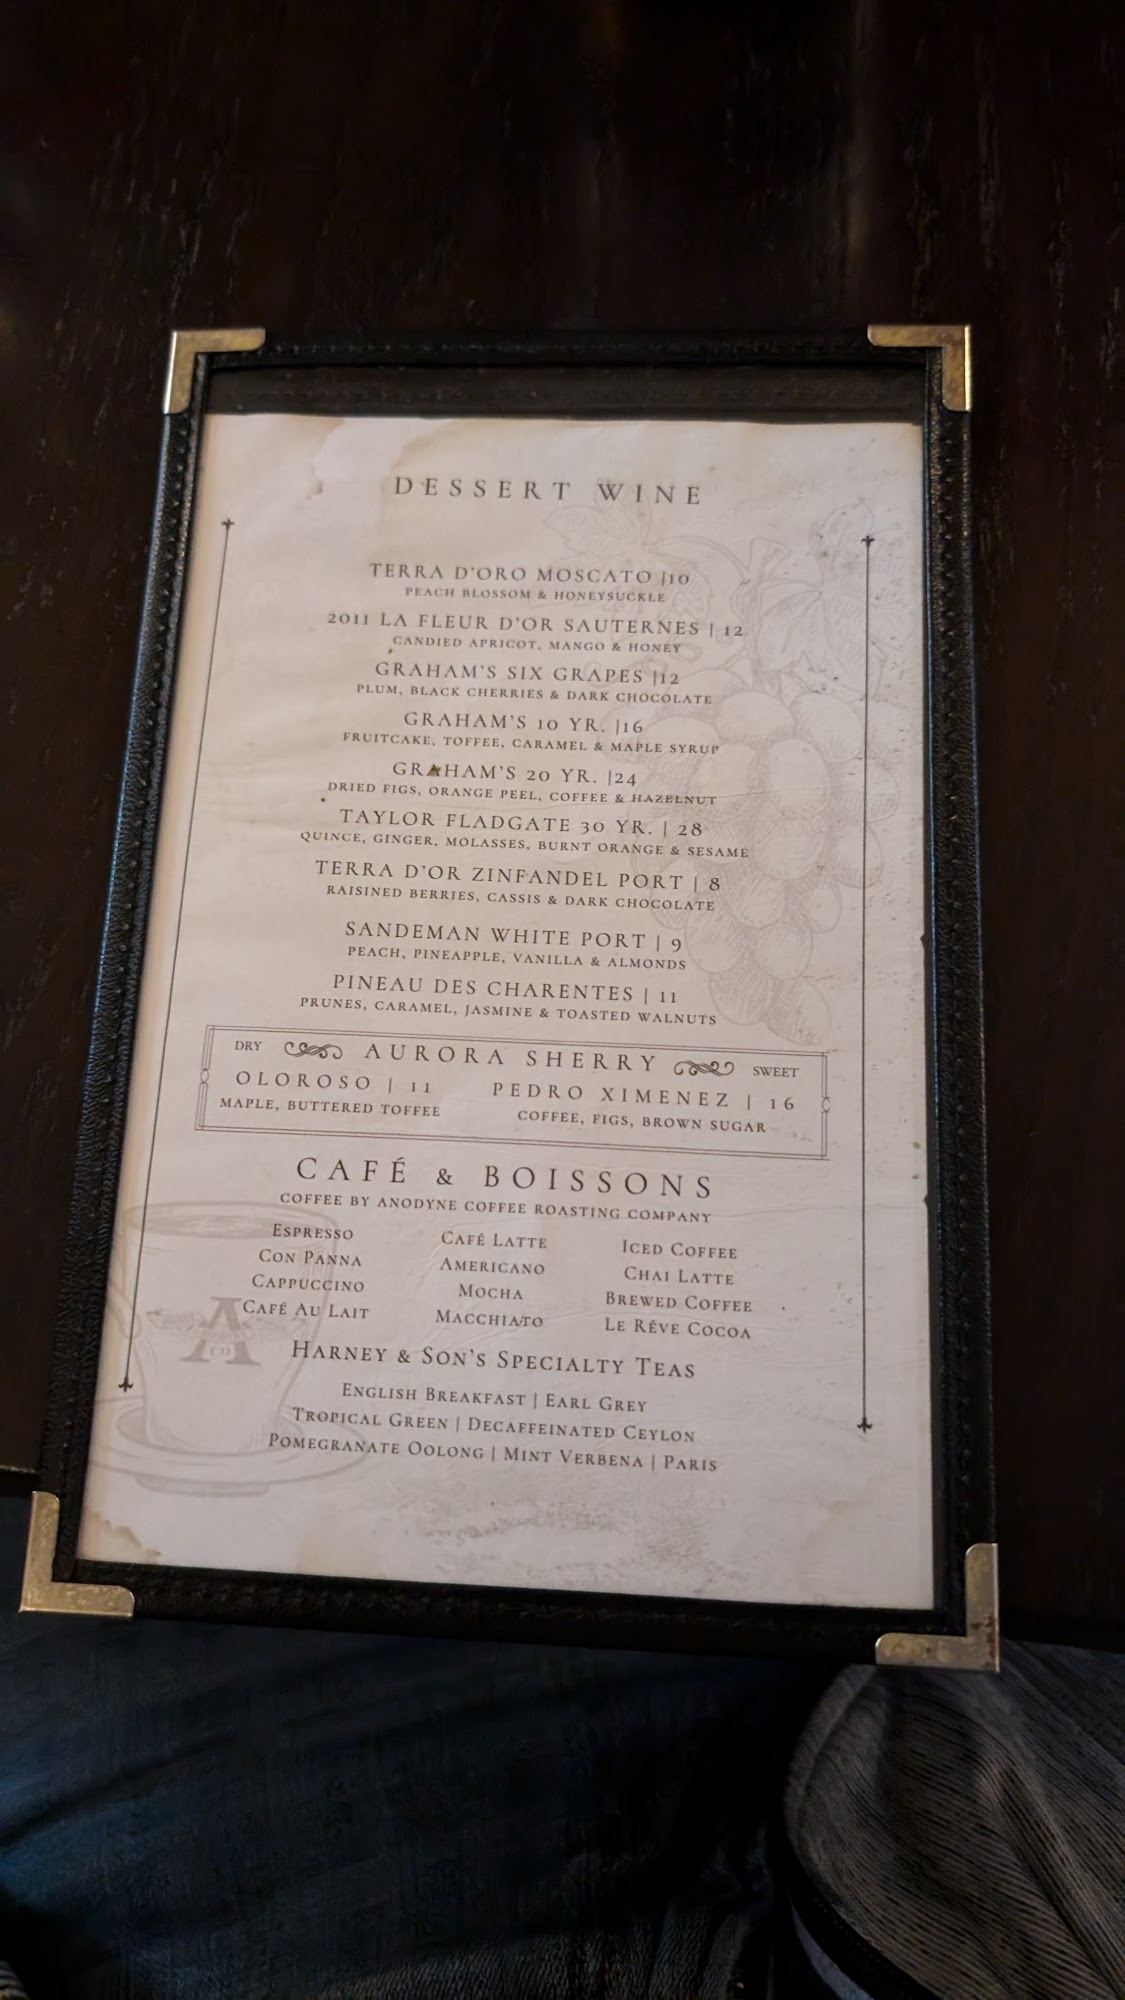 DESSERT WINE
TERRA D'ORO MOSCATO |10
PEACH BLOSSOM & HONEYSUCKLE
2011 LA FLEUR D'OR SAUTERNES | 12
CANDIED APRICOT, MANGO & HONEY
GRAHAM'S SIX GRAPES |12
PLUM, BLACK CHERRIES & DARK CHOCOLATE
GRAHAM'S 10 YR. |16
FRUITCAKE, TOFFEE, CARAMEL & MAPLE SYRUP
GRAHAM'S 20 YR. |24
DRIED FIGS, ORANGE PEEL, COFFEE & HAZELNUT
TAYLOR FLADGATE 30 YR. | 28
QUINCE, GINGER, MOLASSES, BURNT ORANGE & SESAME
TERRA D'OR ZINFANDEL PORT | 8
RAISINED BERRIES, CASSIS & DARK CHOCOLATE
SANDEMAN WHITE PORT | 9
PEACH, PINEAPPLE, VANILLA & ALMONDS
PINEAU DES CHARENTES | 11
PRUNES, CARAMEL, JASMINE & TOASTED WALNUTS
DRY AURORA SHERRY SWEET
OLOROSO | 11 PEDRO XIMENEZ | 16
MAPLE, BUTTERED TOFFEE COFFEE, FIGS, BROWN SUGAR
CAFÉ & BOISSONS
COFFEE BY ANODYNE COFFEE ROASTING COMPANY
ESPRESSO CAFÉ LATTE ICED COFFEE
CON PANNA AMERICANO CHAI LATTE
CAPPUCCINO MOCHA BREWED COFFEE
CAFÉ AU LAIT MACCHIATO LE RÊVE COCOA
A
CO
HARNEY & SON'S SPECIALTY TEAS
ENGLISH BREAKFAST | EARL GREY
TROPICAL GREEN | DECAFFEINATED CEYLON
POMEGRANATE OOLONG | MINT VERBENA | PARIS